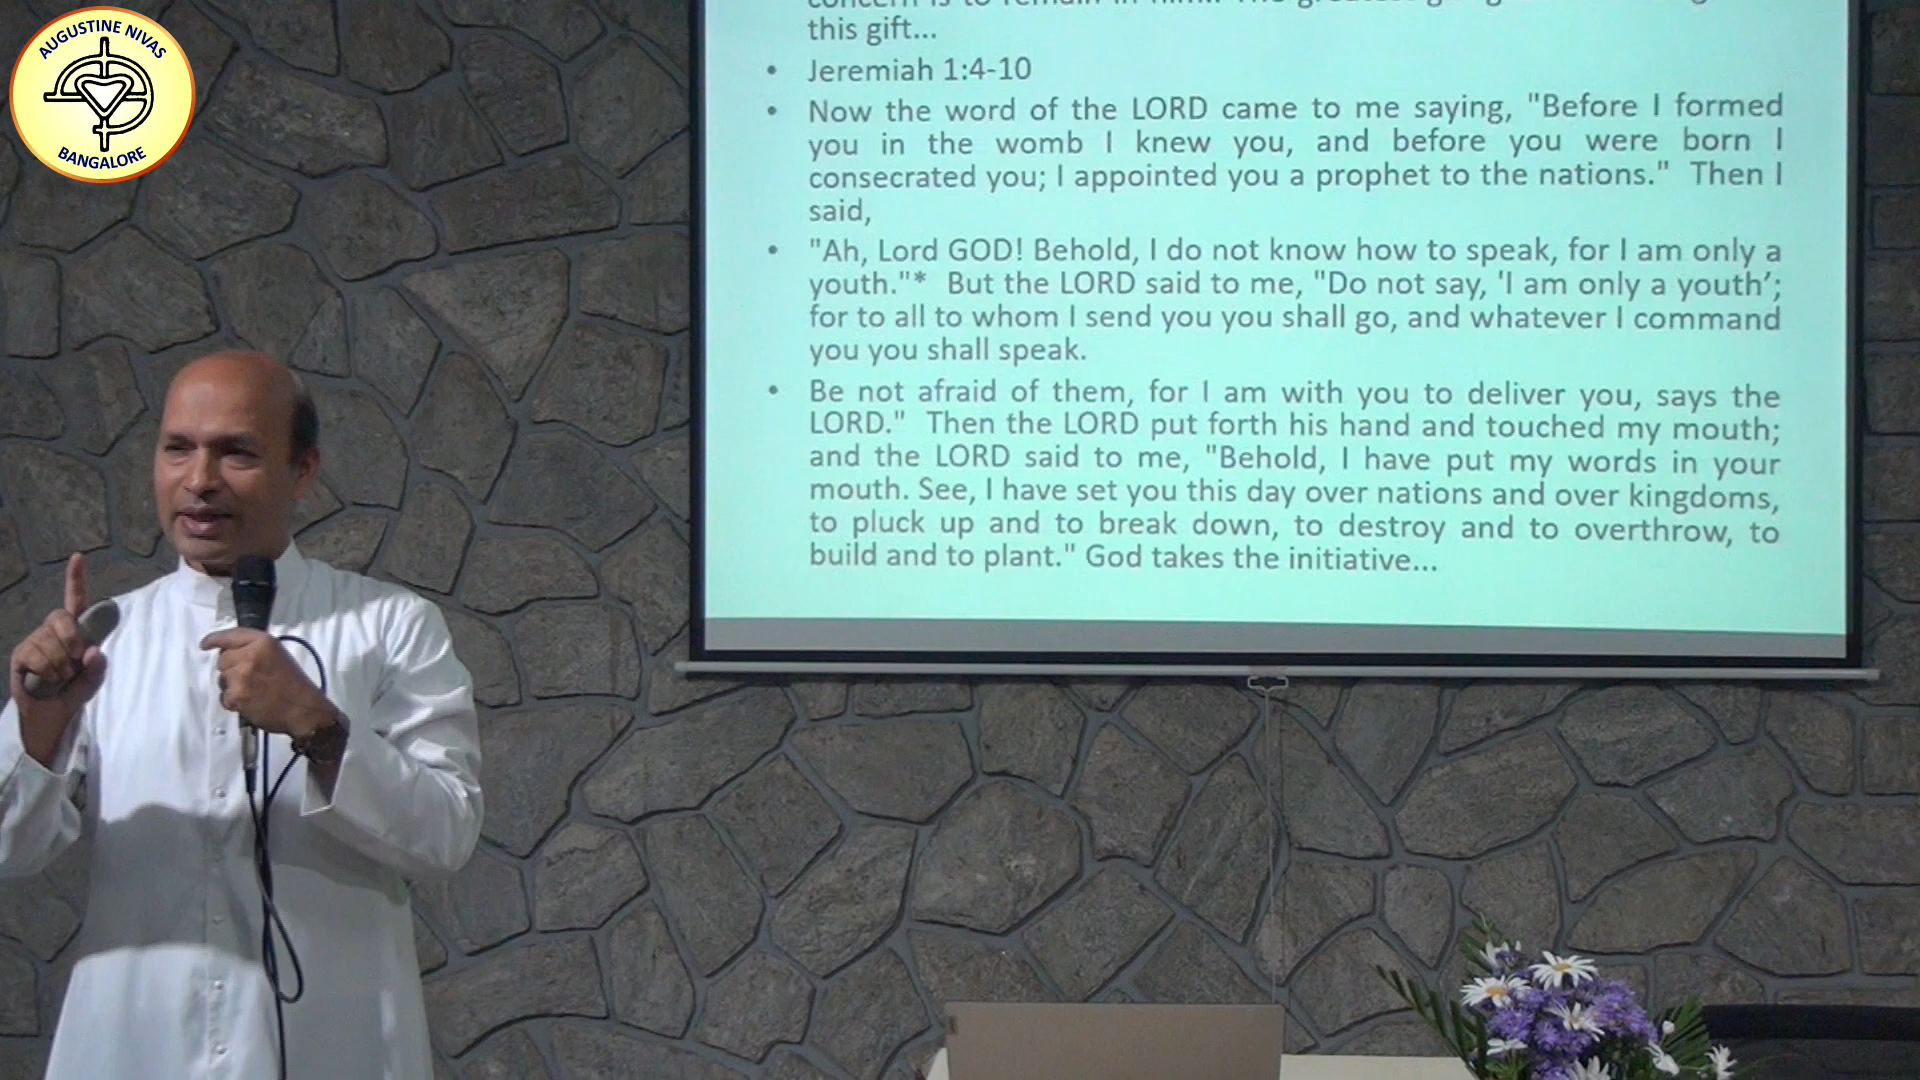 AUGUSTINE NIVAS
BANGALORE
this gift...
• Jeremiah 1:4-10
• Now the word of the LORD came to me saying, "Before I formed
you in the womb I knew you, and before you were born I
consecrated you; I appointed you a prophet to the nations." Then I
said,
• "Ah, Lord GOD! Behold, I do not know how to speak, for I am only a
youth."* But the LORD said to me, "Do not say, 'I am only a youth’;
for to all to whom I send you you shall go, and whatever I command
you you shall speak.
• Be not afraid of them, for I am with you to deliver you, says the
LORD." Then the LORD put forth his hand and touched my mouth;
and the LORD said to me, "Behold, I have put my words in your
mouth. See, I have set you this day over nations and over kingdoms,
to pluck up and to break down, to destroy and to overthrow, to
build and to plant." God takes the initiative...